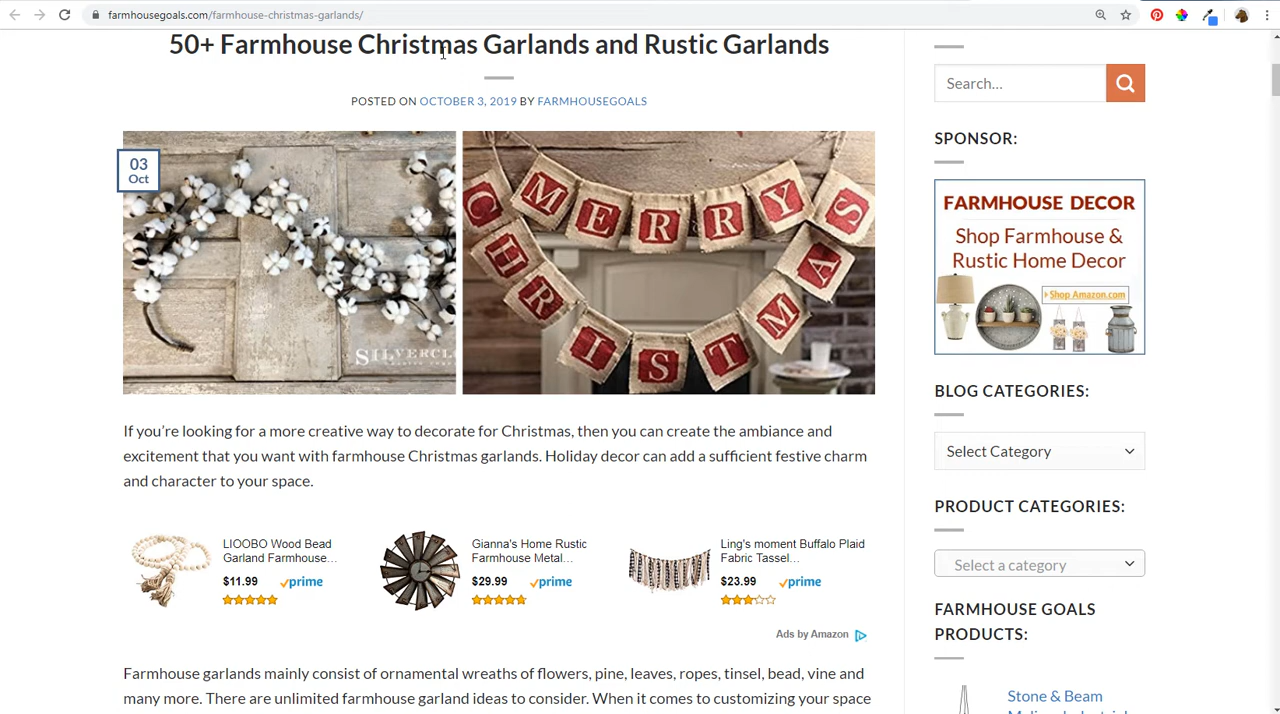 farmhousegoals.com/farmhouse-christmas-garlands/
50+ Farmhouse Christmas Garlands and Rustic Garlands
POSTED ON OCTOBER 3, 2019 BY FARMHOUSEGOALS
03
Oct
MERRY
CHRISTMAS
If you’re looking for a more creative way to decorate for Christmas, then you can create the ambiance and
excitement that you want with farmhouse Christmas garlands. Holiday decor can add a sufficient festive charm
and character to your space.
LIOOBO Wood Bead
Garland Farmhouse...
$11.99 prime
Gianna's Home Rustic
Farmhouse Metal...
$29.99 prime
Ling's moment Buffalo Plaid
Fabric Tassel...
$23.99 prime
Ads by Amazon
Farmhouse garlands mainly consist of ornamental wreaths of flowers, pine, leaves, ropes, tinsel, bead, vine and
many more. There are unlimited farmhouse garland ideas to consider. When it comes to customizing your space
Search...
SPONSOR:
FARMHOUSE DECOR
Shop Farmhouse &
Rustic Home Decor
Shop Amazon.com
BLOG CATEGORIES:
Select Category
PRODUCT CATEGORIES:
Select a category
FARMHOUSE GOALS
PRODUCTS:
Stone & Beam